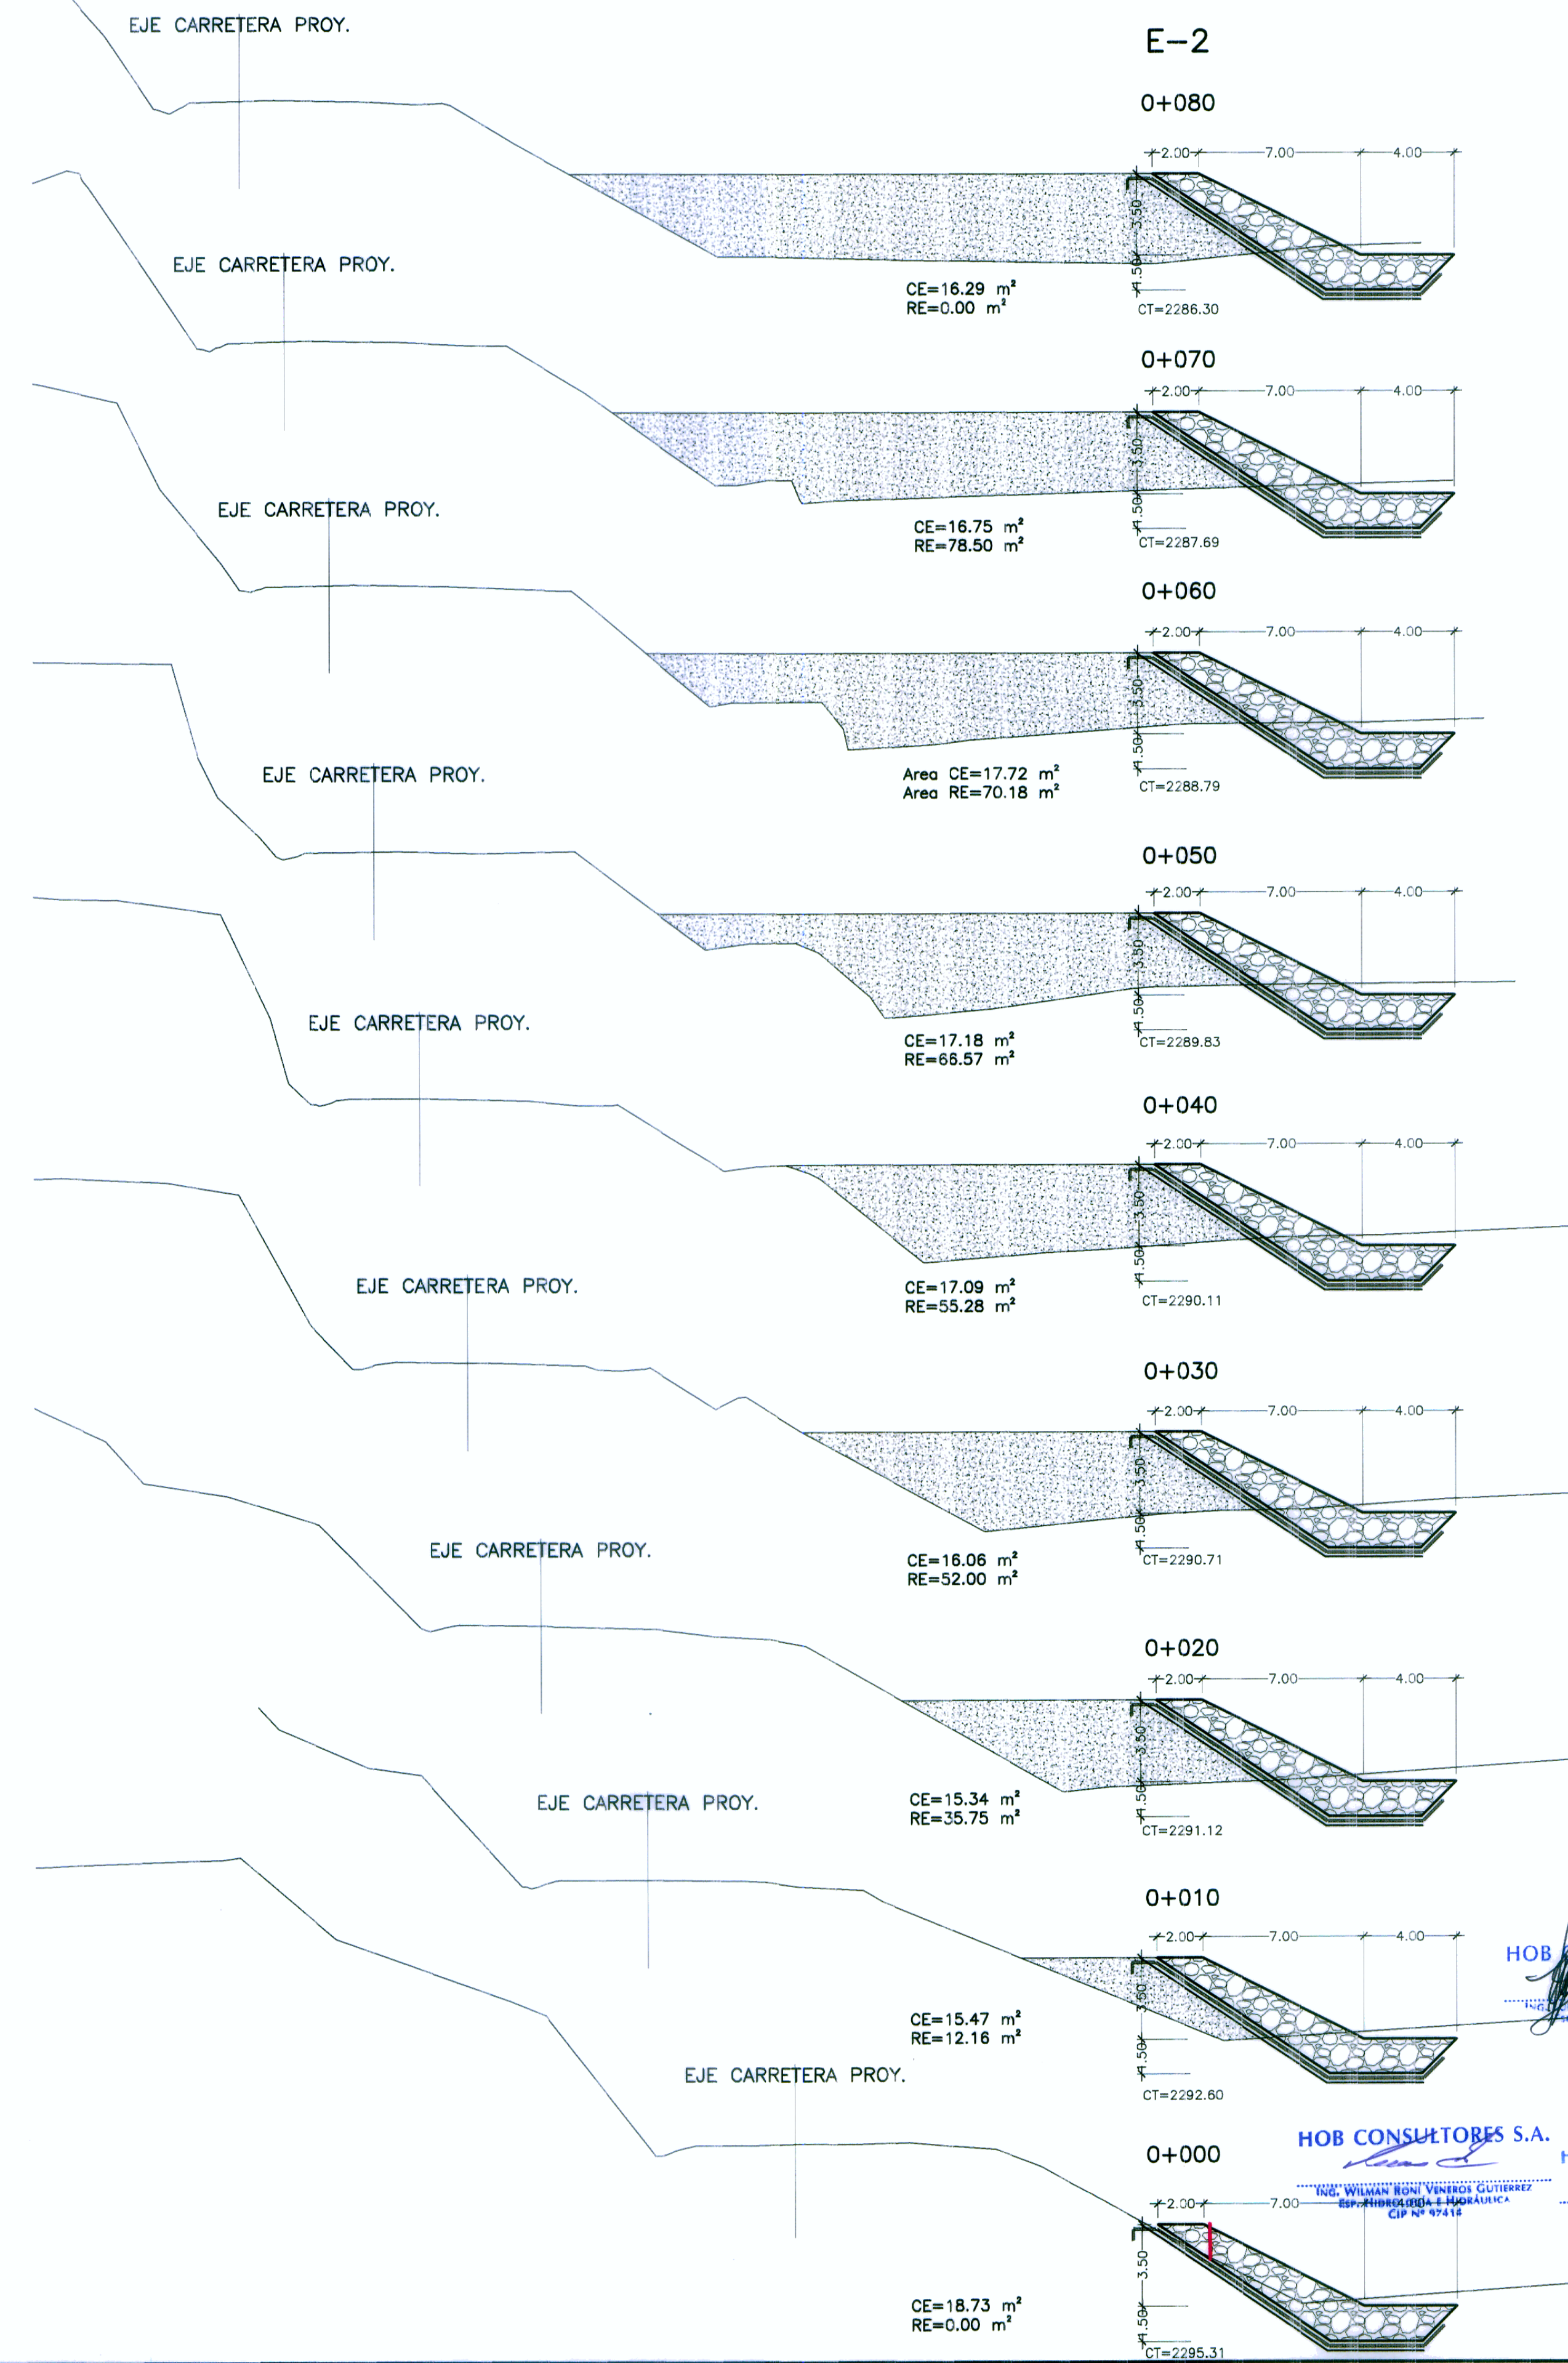 EJE CARRETERA PROY.
E-2
0+080
2.00 7.00 4.00
3.50
1.50
EJE CARRETERA PROY.
CE=16.29 m²
RE=0.00 m²
CT=2286.30
0+070
2.00 7.00 4.00
3.50
1.50
EJE CARRETERA PROY.
CE=16.75 m²
RE=78.50 m²
CT=2287.69
0+060
2.00 7.00 4.00
3.50
1.50
EJE CARRETERA PROY.
Area CE=17.72 m²
Area RE=70.18 m²
CT=2288.79
0+050
2.00 7.00 4.00
3.50
1.50
EJE CARRETERA PROY.
CE=17.18 m²
RE=66.57 m²
CT=2289.83
0+040
2.00 7.00 4.00
3.50
1.50
EJE CARRETERA PROY.
CE=17.09 m²
RE=55.28 m²
CT=2290.11
0+030
2.00 7.00 4.00
3.50
1.50
EJE CARRETERA PROY.
CE=16.06 m²
RE=52.00 m²
CT=2290.71
0+020
2.00 7.00 4.00
3.50
1.50
EJE CARRETERA PROY.
CE=15.34 m²
RE=35.75 m²
CT=2291.12
0+010
2.00 7.00 4.00
HOB
3.50
1.50
CE=15.47 m²
RE=12.16 m²
EJE CARRETERA PROY.
CT=2292.60
HOB CONSULTORES S.A.
0+000
ING. WILMAN RONI VENEROS GUTIERREZ
ESP. HIDROLOGÍA E HIDRÁULICA
CIP Nº 97414
2.00 7.00 4.00
3.50
1.50
CE=18.73 m²
RE=0.00 m²
CT=2295.31